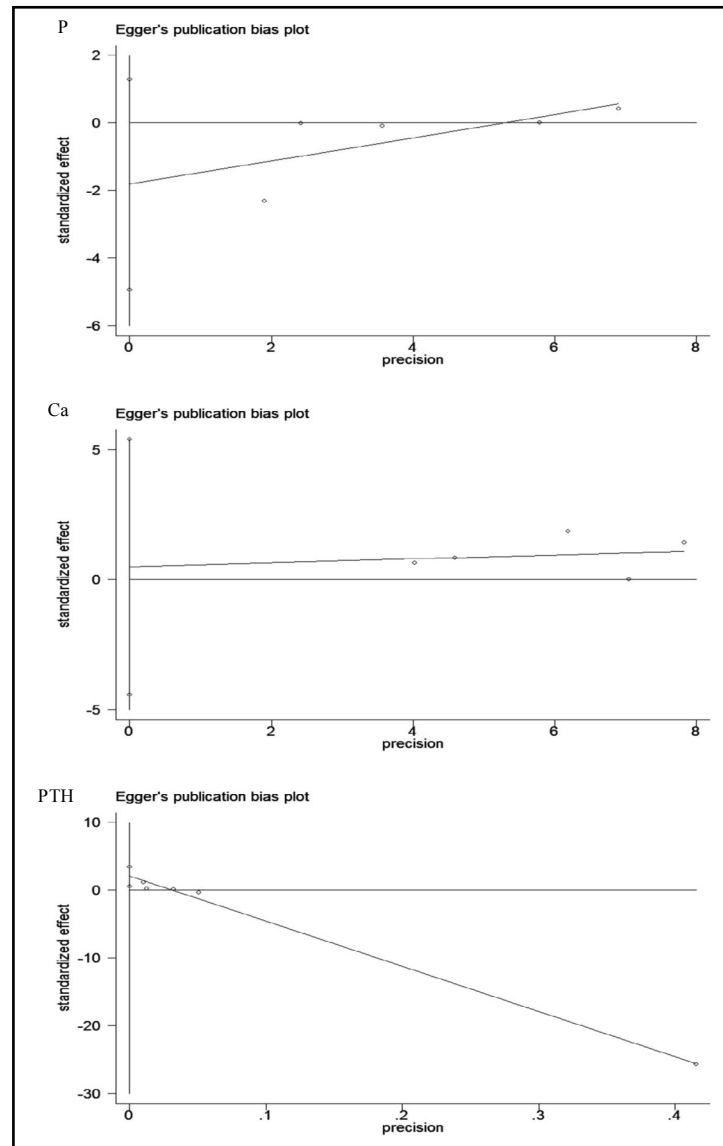 P
Egger's publication bias plot
2
0
-2
-4
-6
standardized effect
0 2 4 6 8
precision
Ca
Egger's publication bias plot
5
0
-5
standardized effect
0 2 4 6 8
precision
PTH
Egger's publication bias plot
10
0
-10
-20
-30
standardized effect
0 .1 .2 .3 .4
precision